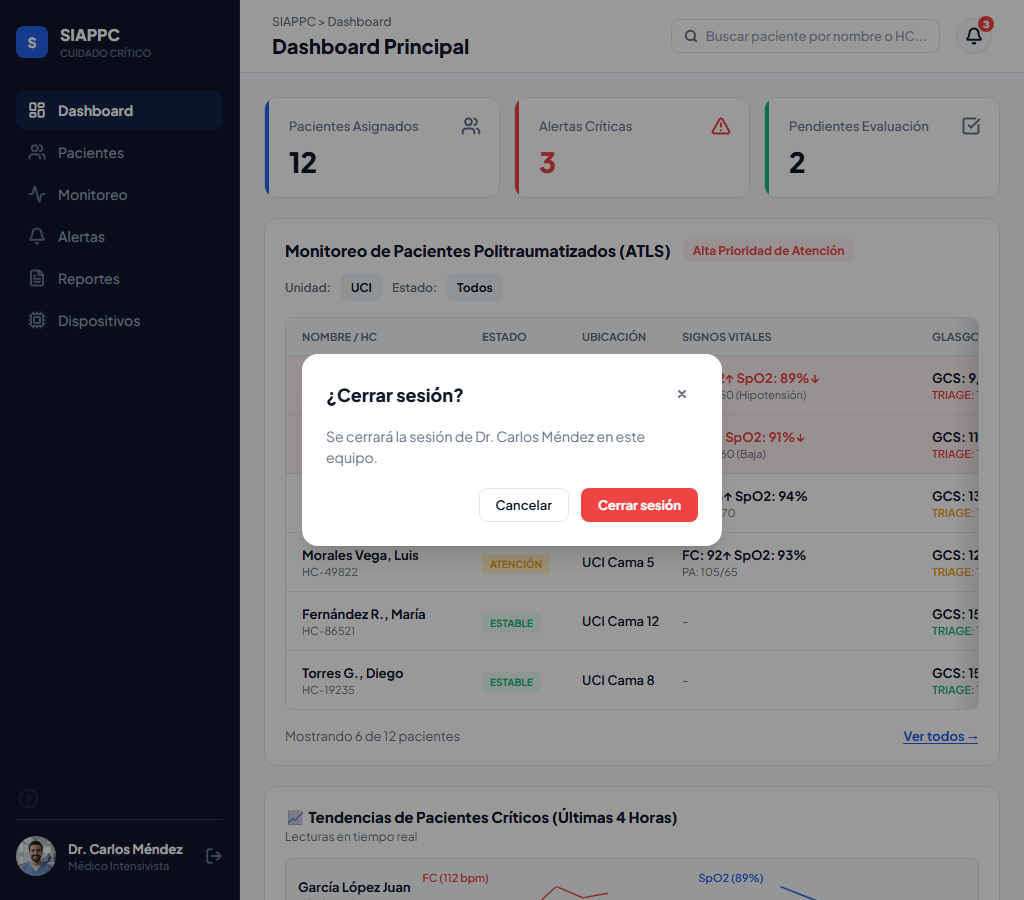 S
SIAPPC
CUIDADO CRÍTICO
Dashboard
Pacientes
Monitoreo
Alertas
Reportes
Dispositivos
?
Dr. Carlos Méndez
Médico Intensivista
SIAPPC > Dashboard
Dashboard Principal
Buscar paciente por nombre o HC...
3
Pacientes Asignados
12
Alertas Críticas
3
Pendientes Evaluación
2
Monitoreo de Pacientes Politraumatizados (ATLS) Alta Prioridad de Atención
Unidad: UCI Estado: Todos
NOMBRE / HC ESTADO UBICACIÓN SIGNOS VITALES
↑ SpO2: 89%↓ GCS: 9
(Hipotensión) TRIAGE:
SpO2: 91%↓ GCS: 11
(Baja) TRIAGE:
↑ SpO2: 94% GCS: 13
TRIAGE:
¿Cerrar sesión?
×
Se cerrará la sesión de Dr. Carlos Méndez en este
equipo.
Cancelar Cerrar sesión
Morales Vega, Luis ATENCIÓN UCI Cama 5 FC: 92↑ SpO2: 93% GCS: 12
HC-49822 PA: 105/65 TRIAGE:
Fernández R., María ESTABLE UCI Cama 12 – GCS: 15
HC-86521 TRIAGE:
Torres G., Diego ESTABLE UCI Cama 8 – GCS: 15
HC-19235 TRIAGE:
Mostrando 6 de 12 pacientes Ver todos →
📈 Tendencias de Pacientes Críticos (Últimas 4 Horas)
Lecturas en tiempo real
García López Juan FC (112 bpm) SpO2 (89%)